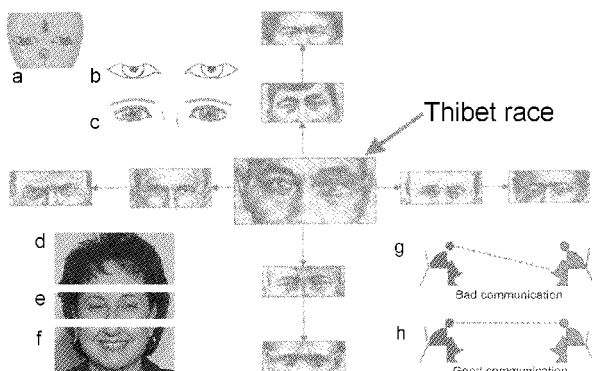 a
b
c
Thibet race
d
e
f
g
Bad communication
h
Good communication